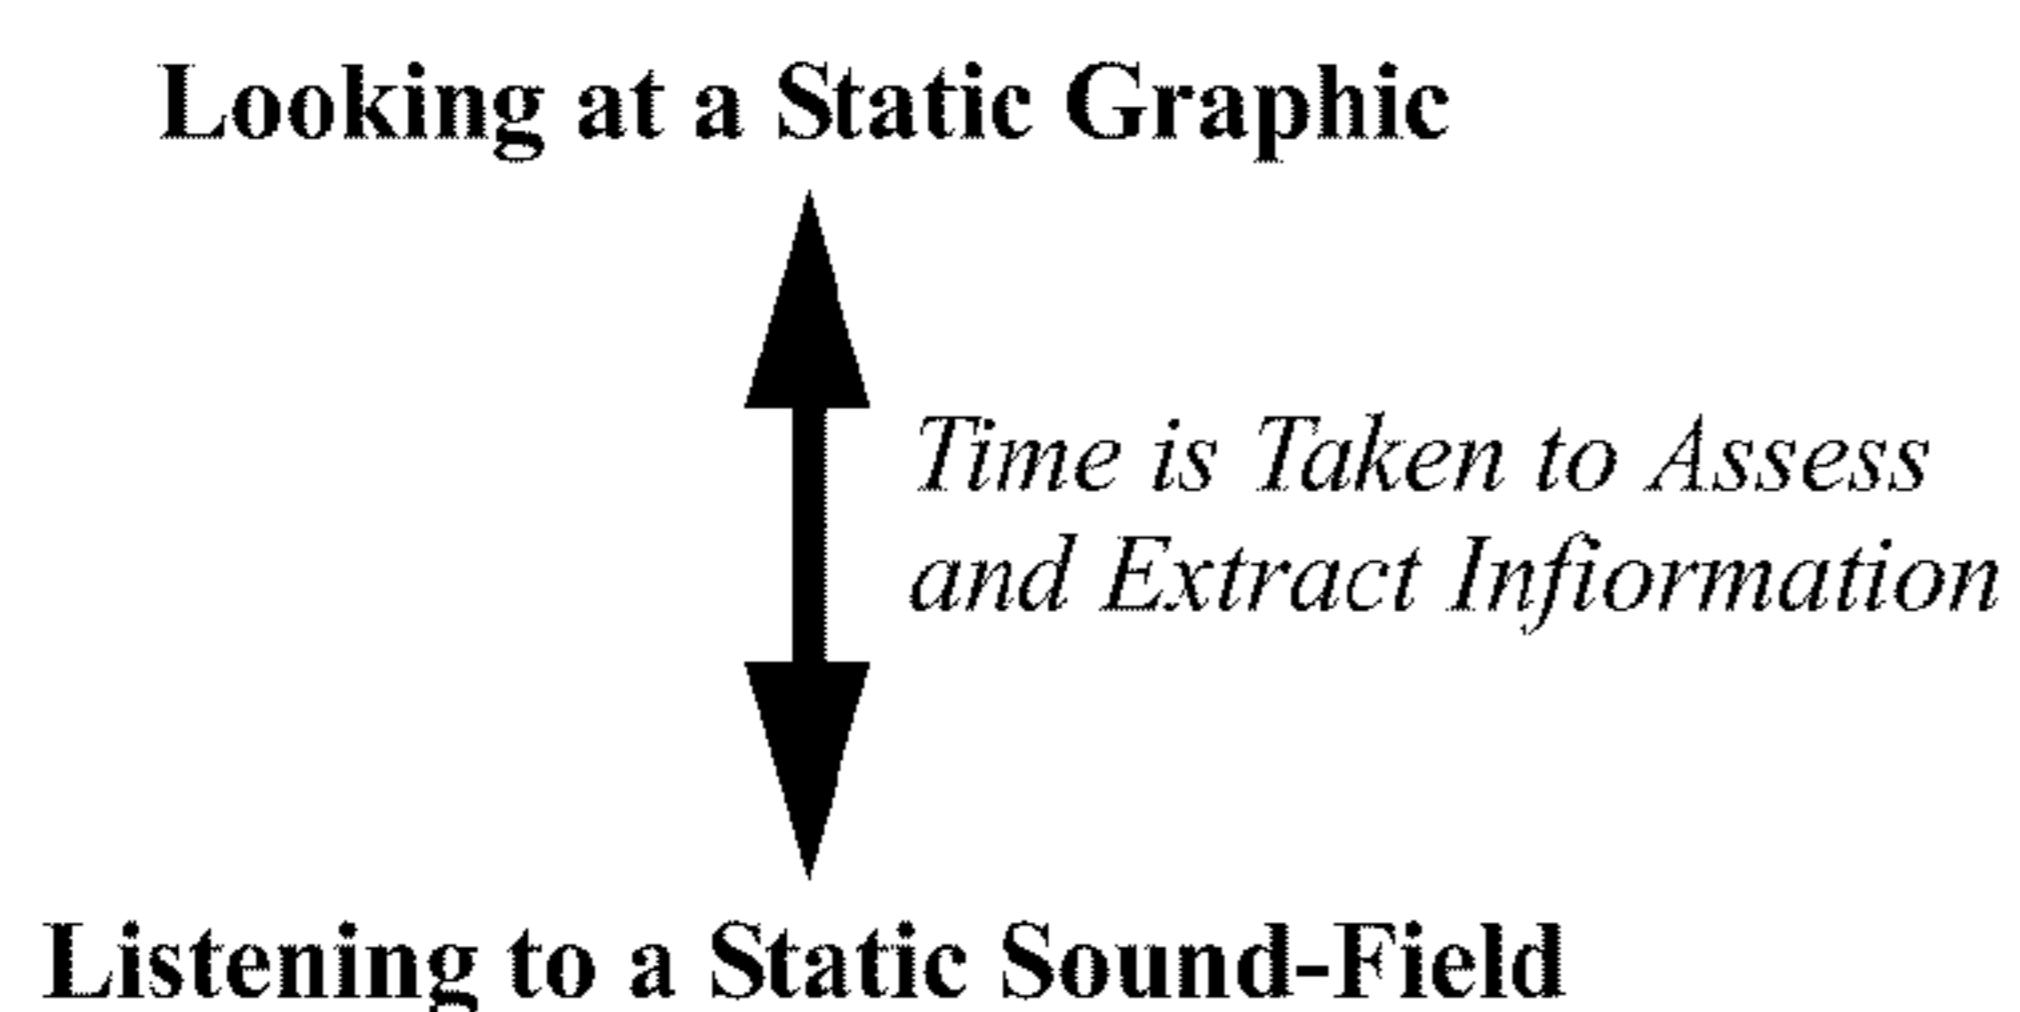 Looking at a Static Graphic
Time is Taken to Assess
and Extract Infiormation
Listening to a Static Sound-Field